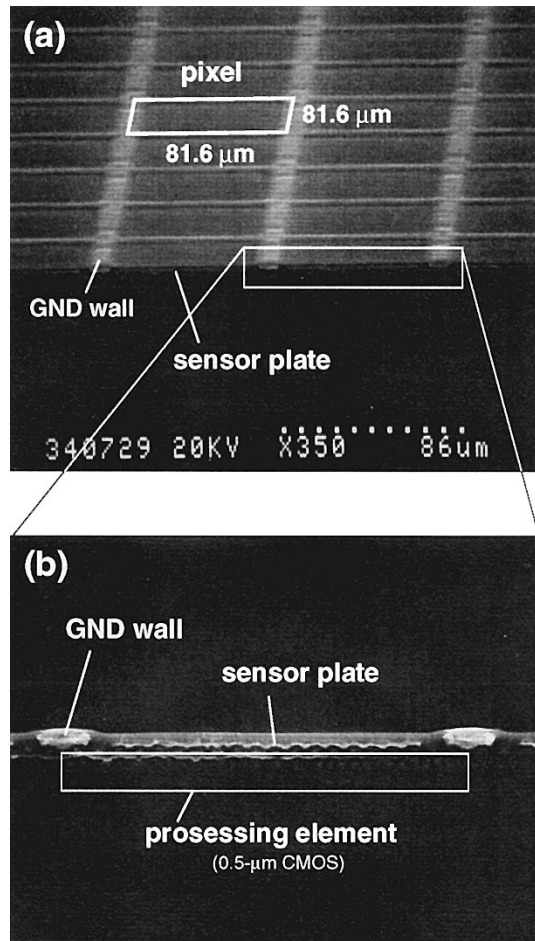 (a)
pixel
81.6 μm
81.6 μm
GND wall
sensor plate
340729 20KV X350 86um
(b)
GND wall
sensor plate
prosessing element
(0.5-μm CMOS)